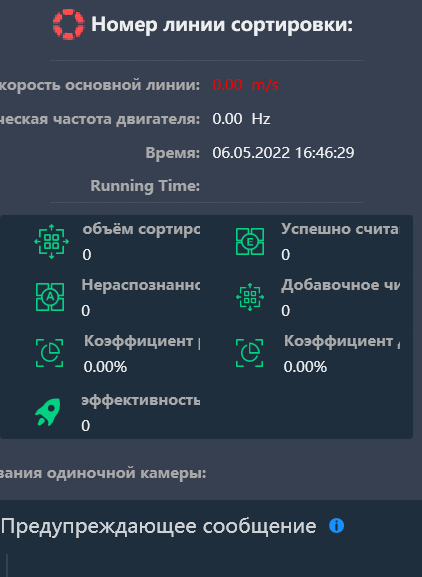 Номер линии сортировки:
корость основной линии: 0.00 m/s
ческая частота двигателя: 0.00 Hz
Время: 06.05.2022 16:46:29
Running Time:
объём сортиро
0
Успешно счита
0
Нераспознанно
0
Добавочное чи
0
Коэффициент р
0.00%
Коэффициент д
0.00%
эффективность
0
вания одиночной камеры:
Предупреждающее сообщение